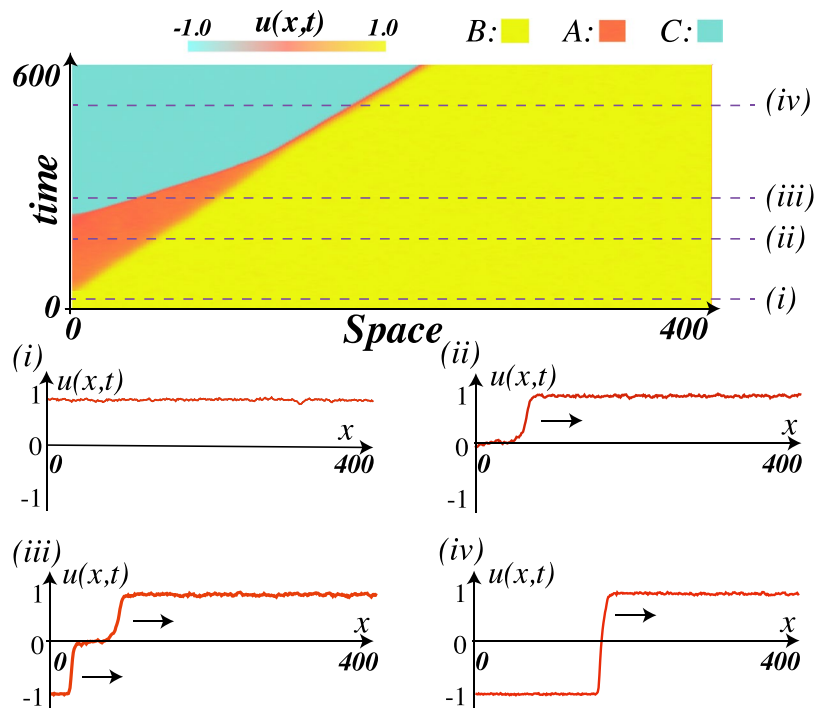 -1.0 u(x,t) 1.0 B: A: C:
600
(iv)
time
(iii)
(ii)
(i)
0
0 Space 400
(i)
1 u(x,t)
x
0
0 400
-1
(ii)
1 u(x,t)
x
0
0 400
-1
(iii)
1 u(x,t)
x
0
0 400
-1
(iv)
1 u(x,t)
x
0
0 400
-1